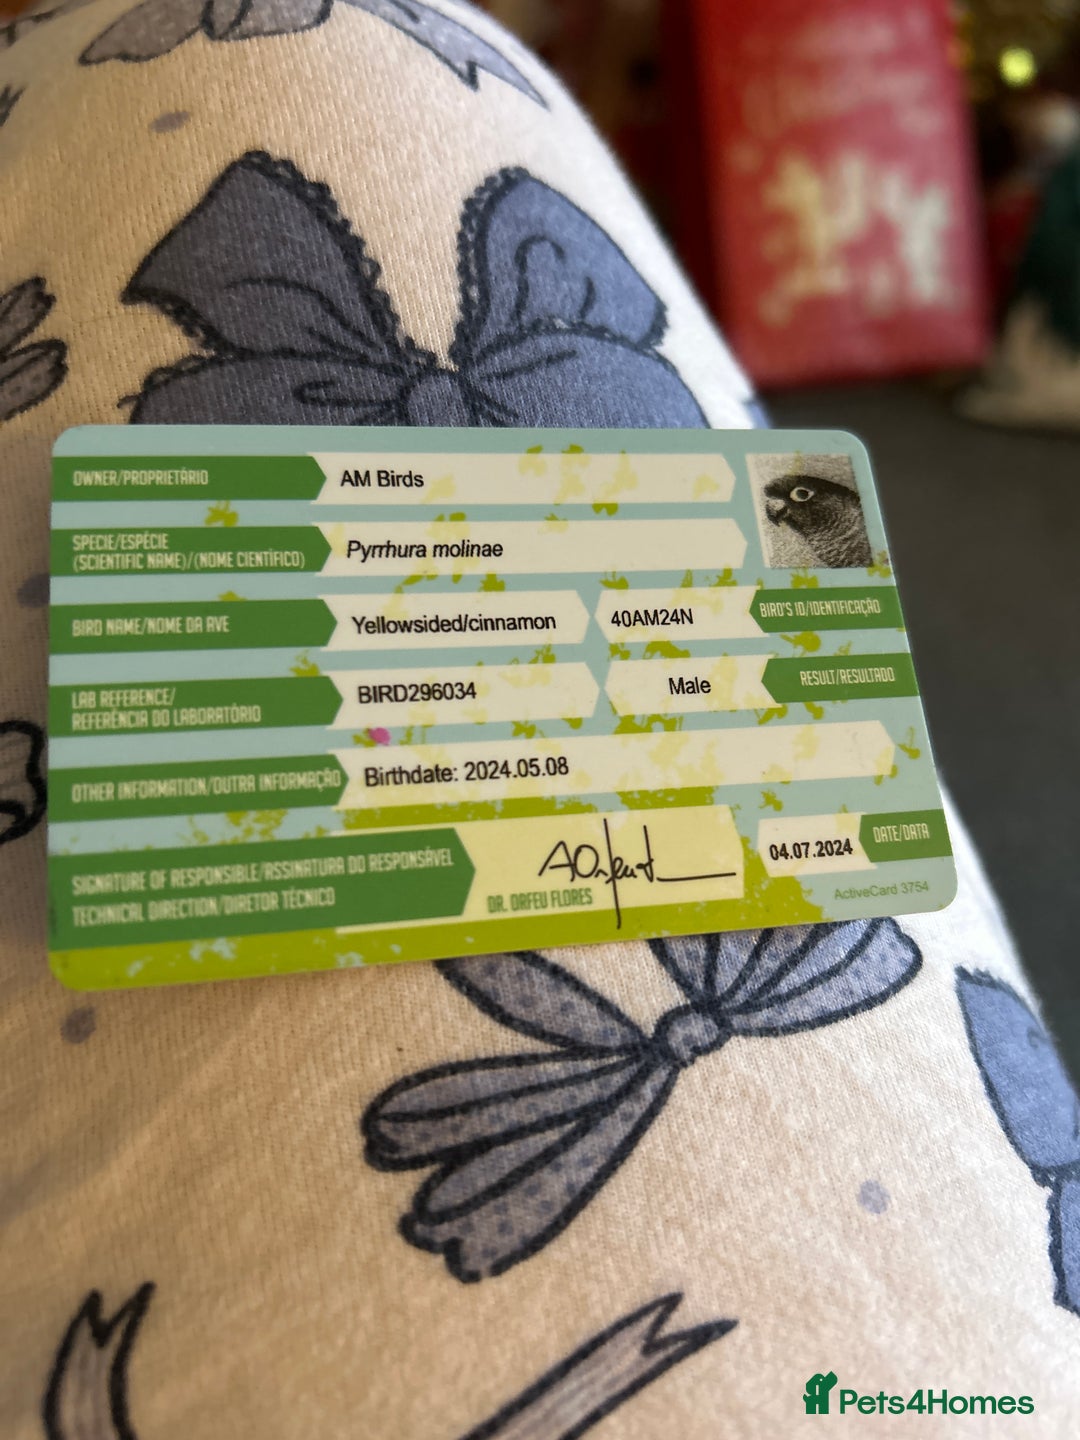 OWNER/PROPRIETÁRIO
AM Birds
SPECIE/ESPÉCIE
(SCIENTIFIC NAME)/(NOME CIENTÍFICO)
Pyrrhura molinae
BIRD NAME/NOME DA AVE
Yellowsided/cinnamon
40AM24N
BIRD'S ID/IDENTIFICAÇÃO
LAB REFERENCE/
REFERÊNCIA DO LABORATÓRIO
BIRD296034
Male
RESULT/RESULTADO
OTHER INFORMATION/OUTRA INFORMAÇÃO
Birthdate: 2024.05.08
SIGNATURE OF RESPONSIBLE/ASSINATURA DO RESPONSÁVEL
TECHNICAL DIRECTION/DIRETOR TÉCNICO
DR. ORFEU FLORES
04.07.2024
DATE/DATA
ActiveCard 3754
Pets4Homes